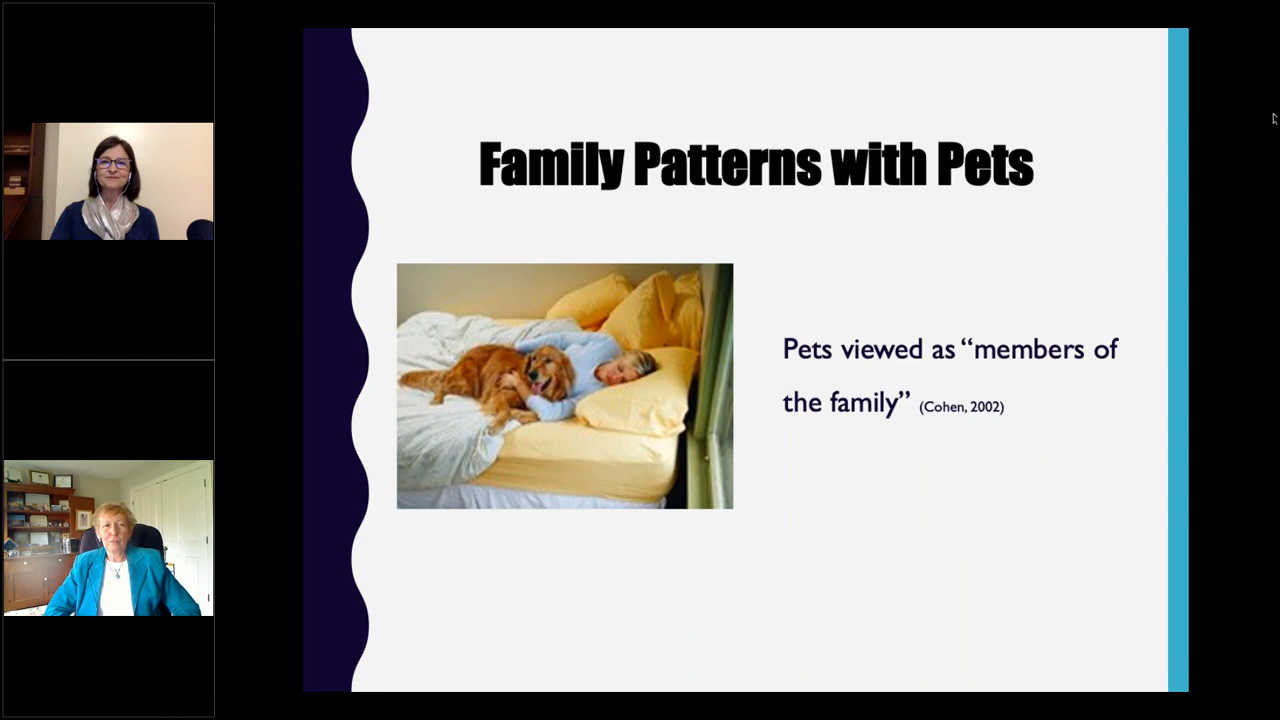 Family Patterns with Pets
Pets viewed as “members of
the family” (Cohen, 2002)